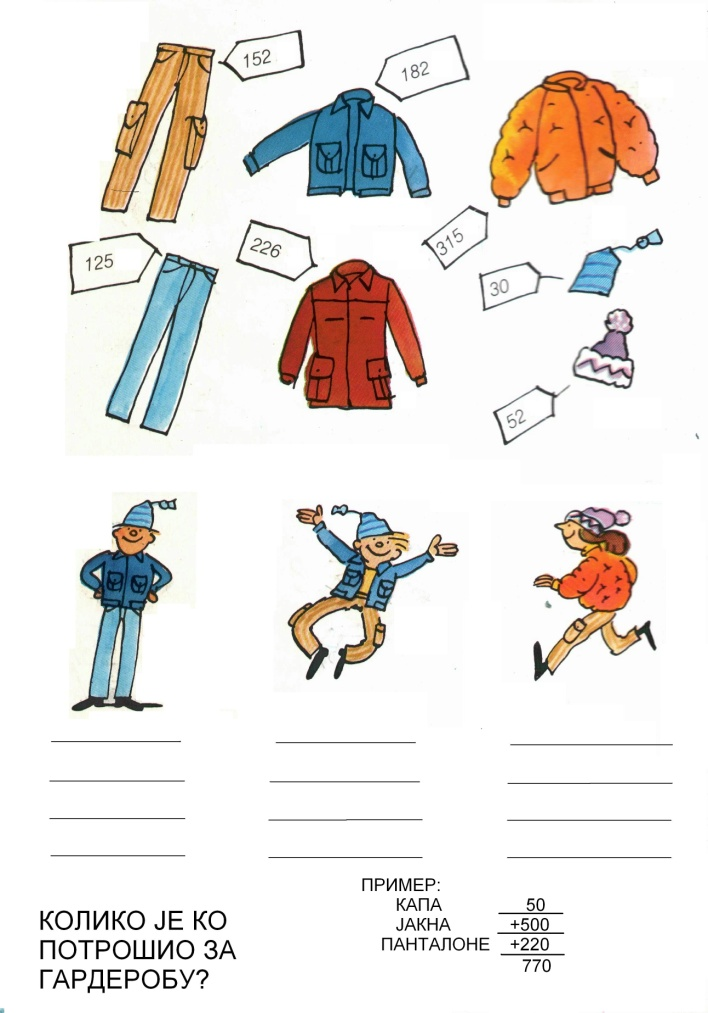 152
182
315
125
226
30
52
ПРИМЕР:
КАПА 50
ЈАКНА +500
ПАНТАЛОНЕ +220
770
КОЛИКО ЈЕ КО
ПОТРОШИО ЗА
ГАРДЕРОБУ?